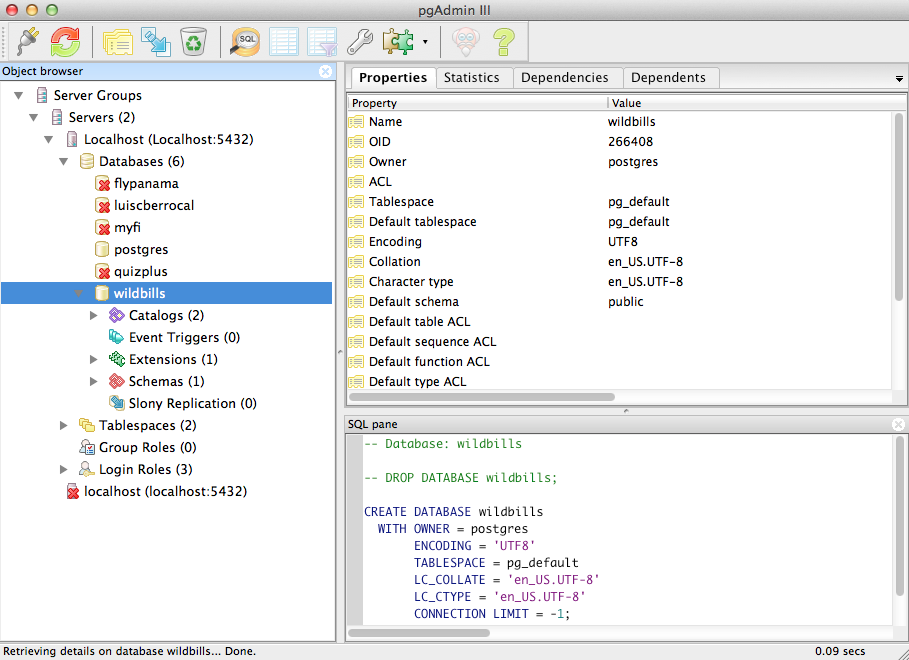 pgAdmin III
SQL
Object browser
Server Groups
Servers (2)
Localhost (Localhost:5432)
Databases (6)
flypanama
luiscberrocal
myfi
postgres
quizplus
wildbills
Catalogs (2)
Event Triggers (0)
Extensions (1)
Schemas (1)
Slony Replication (0)
Tablespaces (2)
Group Roles (0)
Login Roles (3)
localhost (localhost:5432)
Properties Statistics Dependencies Dependents
Property Value
Name wildbills
OID 266408
Owner postgres
ACL
Tablespace pg_default
Default tablespace pg_default
Encoding UTF8
Collation en_US.UTF-8
Character type en_US.UTF-8
Default schema public
Default table ACL
Default sequence ACL
Default function ACL
Default type ACL
SQL pane
-- Database: wildbills
-- DROP DATABASE wildbills;
CREATE DATABASE wildbills
WITH OWNER = postgres
ENCODING = 'UTF8'
TABLESPACE = pg_default
LC_COLLATE = 'en_US.UTF-8'
LC_CTYPE = 'en_US.UTF-8'
CONNECTION LIMIT = -1;
Retrieving details on database wildbills... Done. 0.09 secs